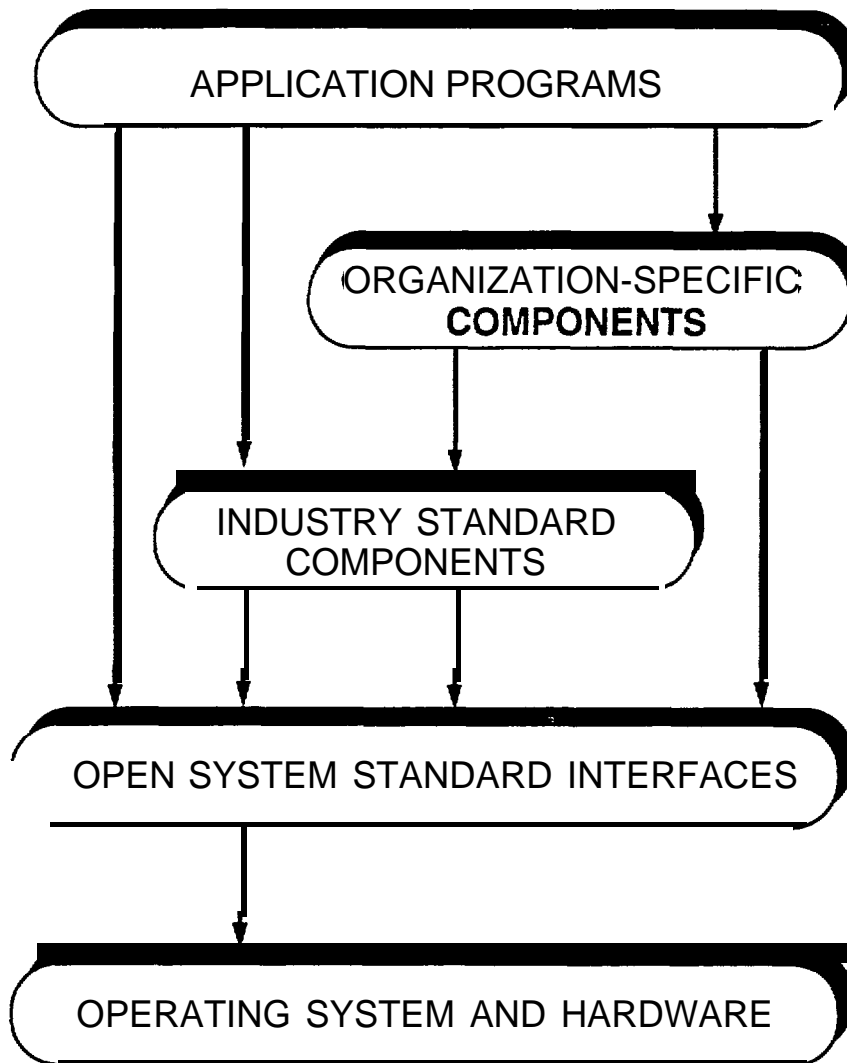 APPLICATION PROGRAMS
ORGANIZATION-SPECIFIC
COMPONENTS
INDUSTRY STANDARD
COMPONENTS
OPEN SYSTEM STANDARD INTERFACES
OPERATING SYSTEM AND HARDWARE